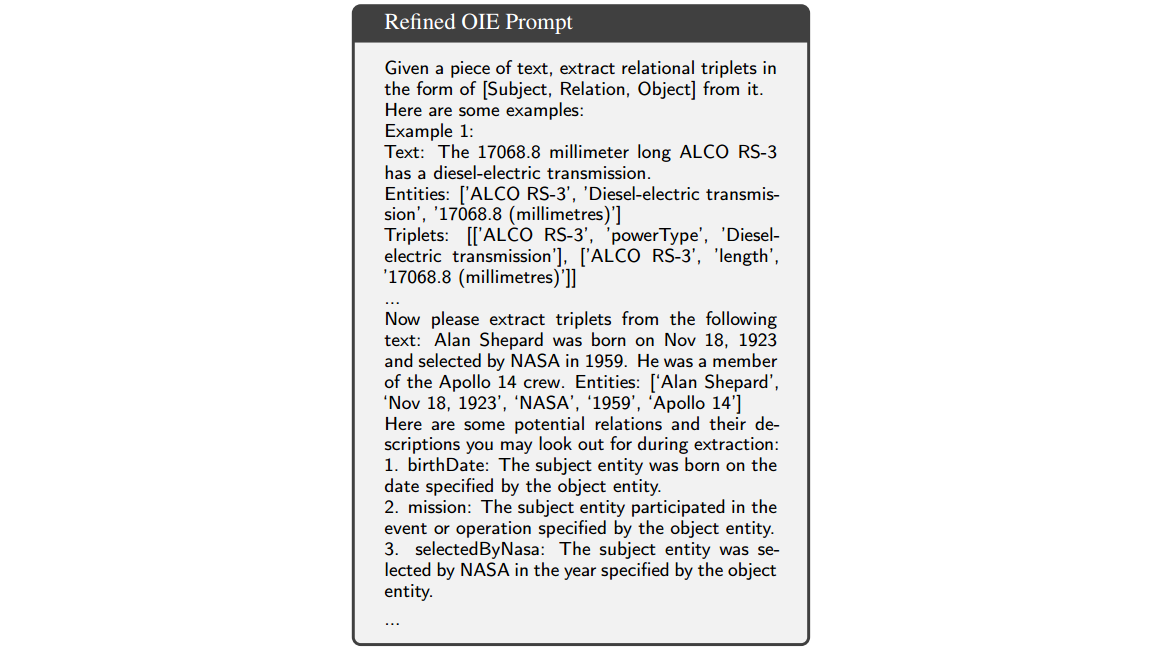 Refined OIE Prompt
Given a piece of text, extract relational triplets in
the form of [Subject, Relation, Object] from it.
Here are some examples:
Example 1:
Text: The 17068.8 millimeter long ALCO RS-3
has a diesel-electric transmission.
Entities: ['ALCO RS-3', 'Diesel-electric transmis-
sion', '17068.8 (millimetres)']
Triplets: [['ALCO RS-3', 'powerType', 'Diesel-
electric transmission'], ['ALCO RS-3', 'length',
'17068.8 (millimetres)']]
...
Now please extract triplets from the following
text: Alan Shepard was born on Nov 18, 1923
and selected by NASA in 1959. He was a member
of the Apollo 14 crew. Entities: [‘Alan Shepard’,
‘Nov 18, 1923’, ‘NASA’, ‘1959’, ‘Apollo 14’]
Here are some potential relations and their de-
scriptions you may look out for during extraction:
1. birthDate: The subject entity was born on the
date specified by the object entity.
2. mission: The subject entity participated in the
event or operation specified by the object entity.
3. selectedByNasa: The subject entity was se-
lected by NASA in the year specified by the object
entity.
...